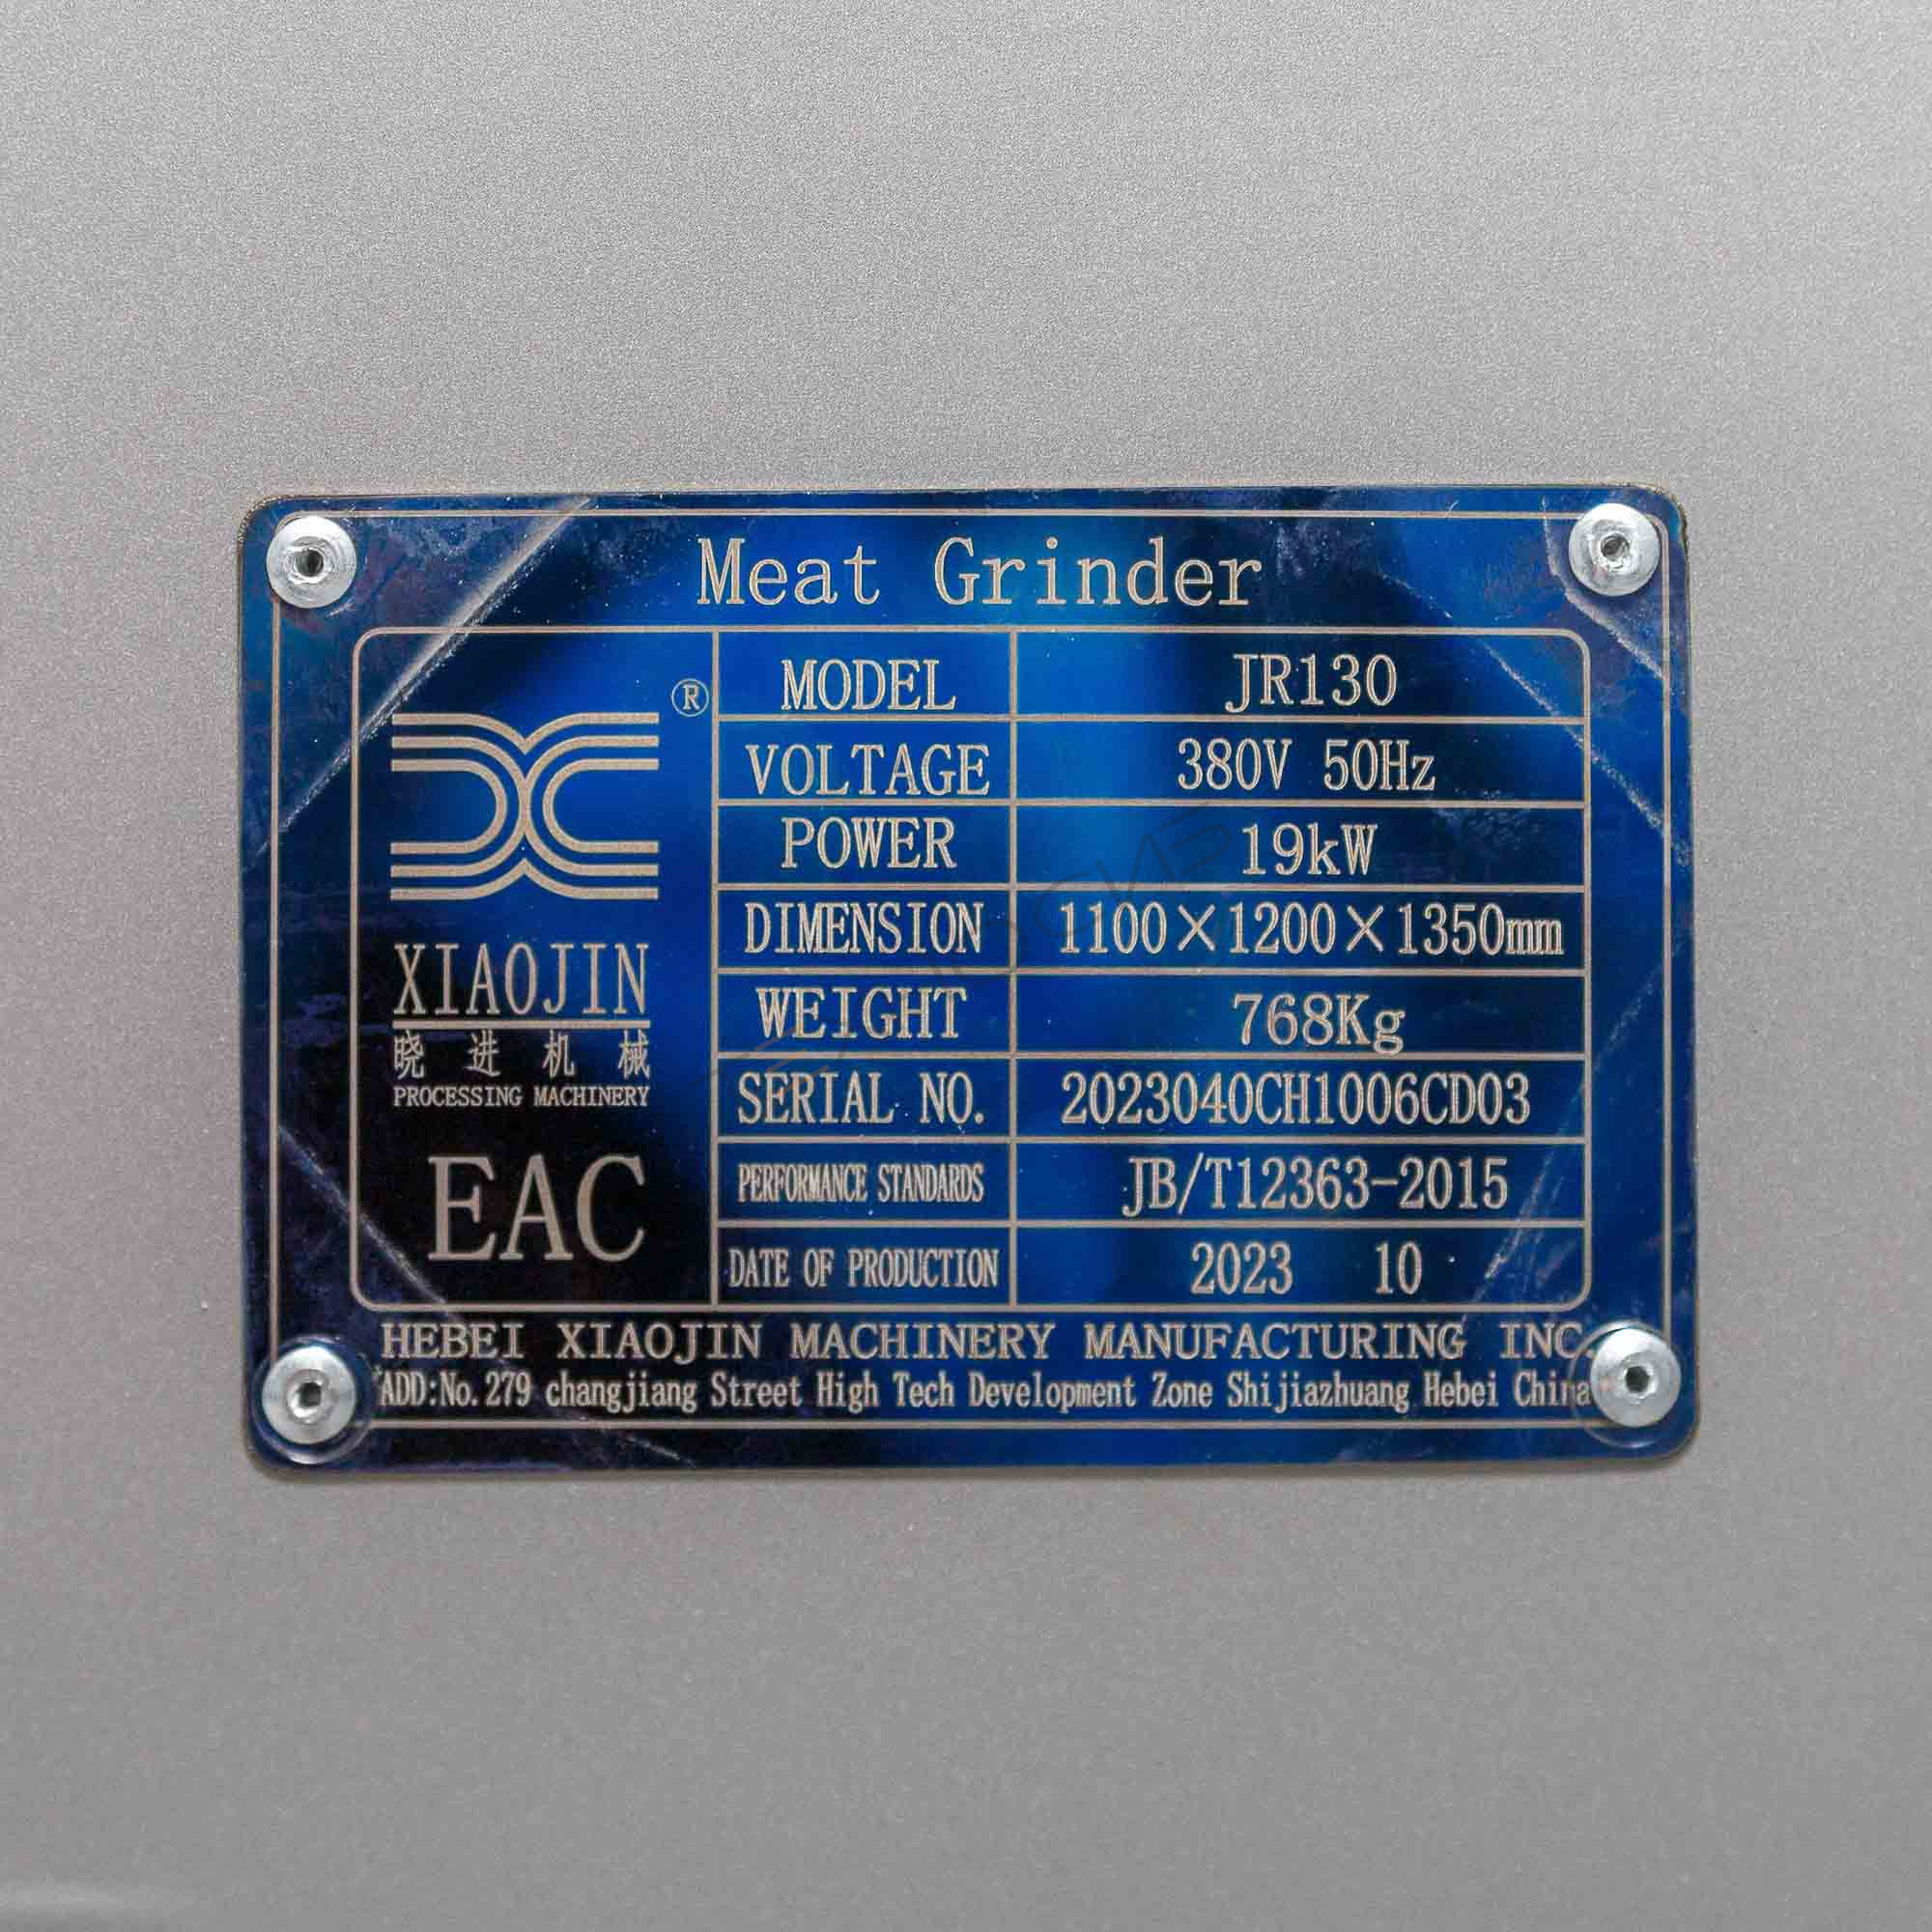 Meat Grinder
®
XIAOJIN
晓进机械
PROCESSING MACHINERY
EAC
MODEL JR130
VOLTAGE 380V 50Hz
POWER 19kW
DIMENSION 1100×1200×1350mm
WEIGHT 768Kg
SERIAL NO. 2023040CH1006CD03
PERFORMANCE STANDARDS JB/T12363-2015
DATE OF PRODUCTION 2023 10
HEBEI XIAOJIN MACHINERY MANUFACTURING INC.
ADD:No.279 changjiang Street High Tech Development Zone Shijiazhuang Hebei China